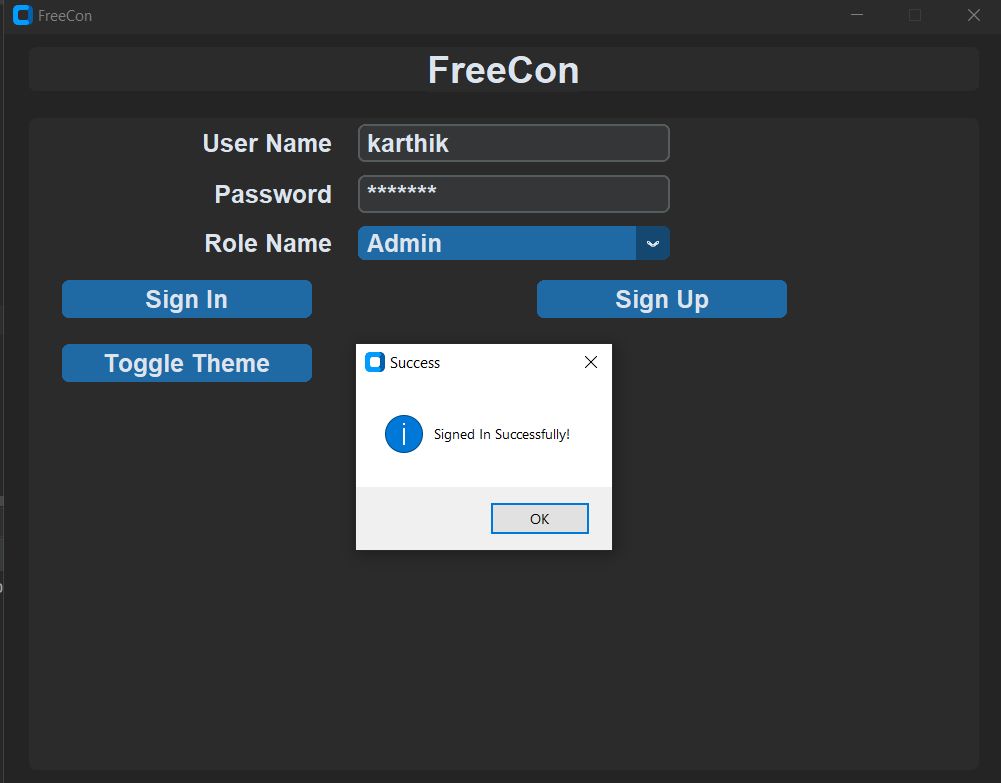 FreeCon
FreeCon
User Name karthik
Password *******
Role Name Admin
Sign In Sign Up
Toggle Theme
Success
Signed In Successfully!
OK